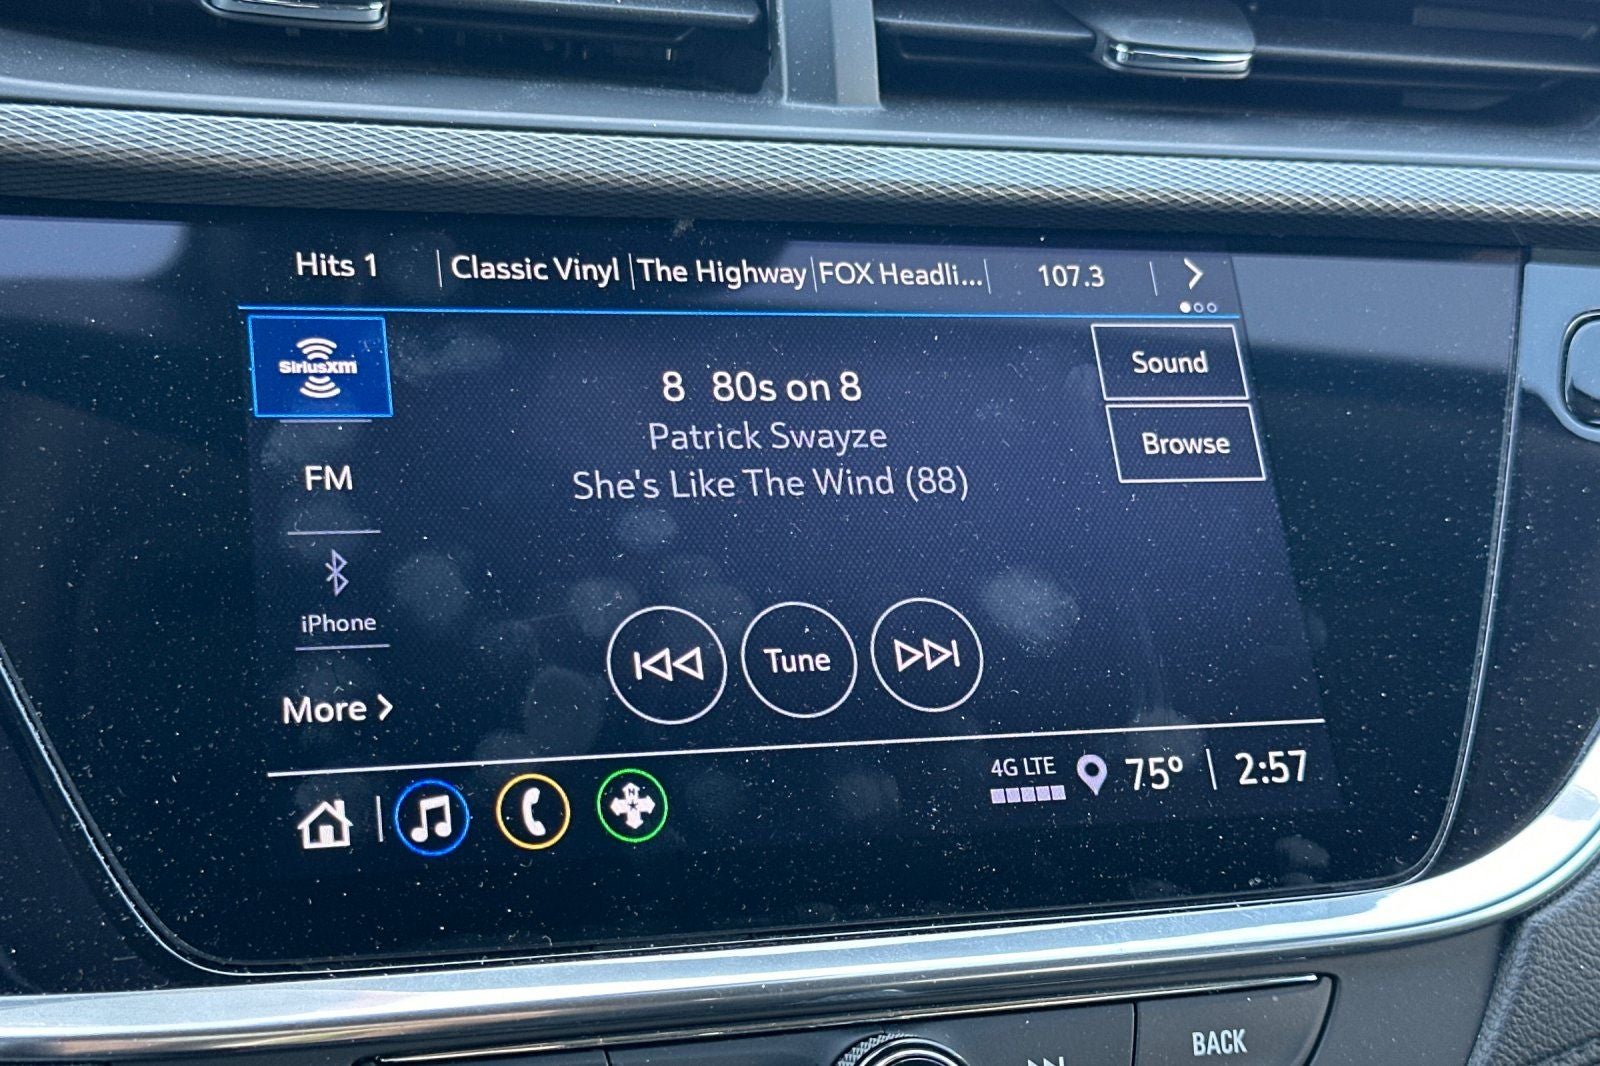 Hits 1 Classic Vinyl The Highway FOX Headli... 107.3
SiriusXM
Sound
8 80s on 8
Patrick Swayze
Browse
She's Like The Wind (88)
FM
iPhone
Tune
More
4G LTE 75° 2:57
N
BACK